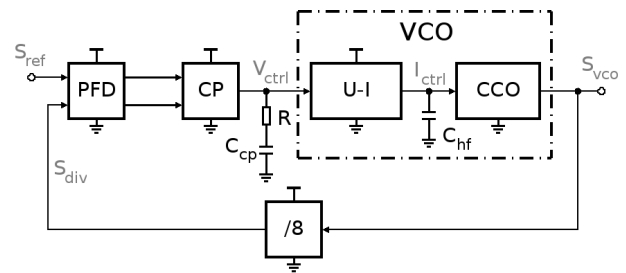 VCO
S_ref
PFD
CP
V_ctrl
U-I
I_ctrl
CCO
S_vco
R
C_cp
C_hf
S_div
/8